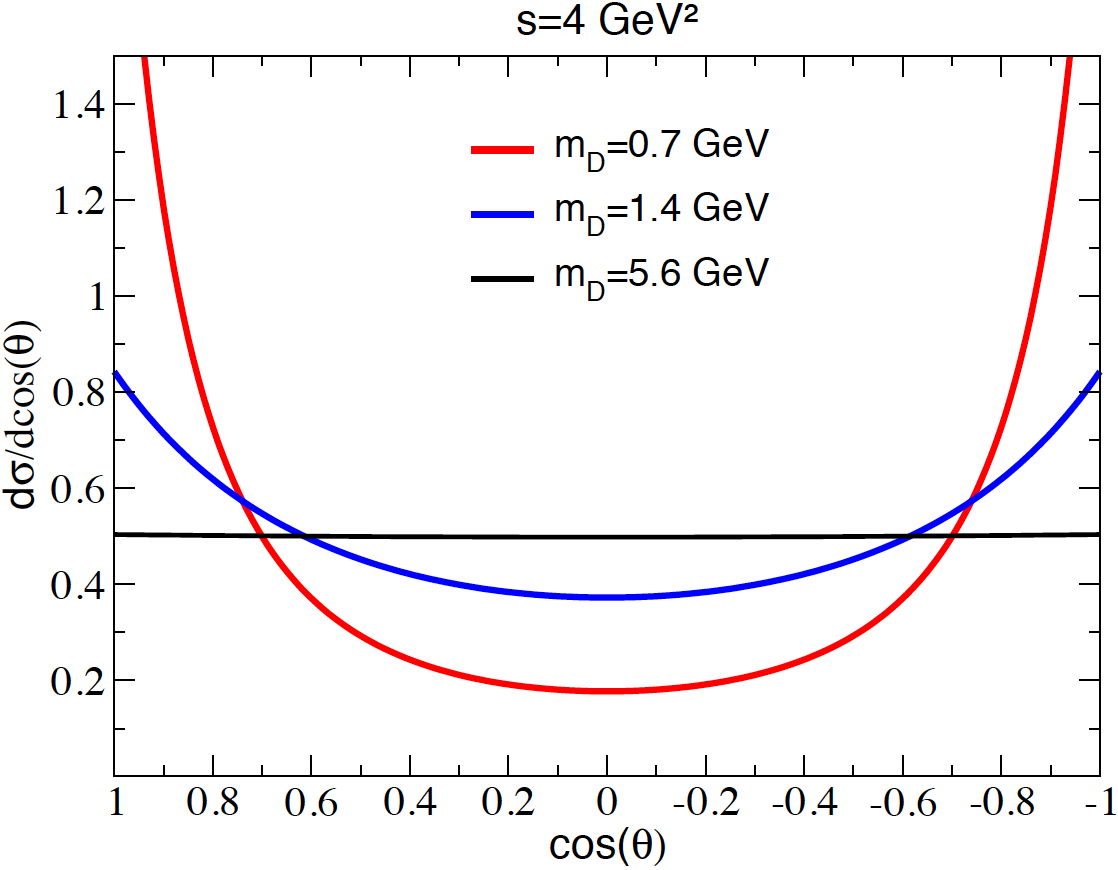 s=4 GeV²
1.4
1.2
1
0.8
0.6
0.4
0.2
dσ/dcos(θ)
m_D=0.7 GeV
m_D=1.4 GeV
m_D=5.6 GeV
1 0.8 0.6 0.4 0.2 0 -0.2 -0.4 -0.6 -0.8 -1
cos(θ)